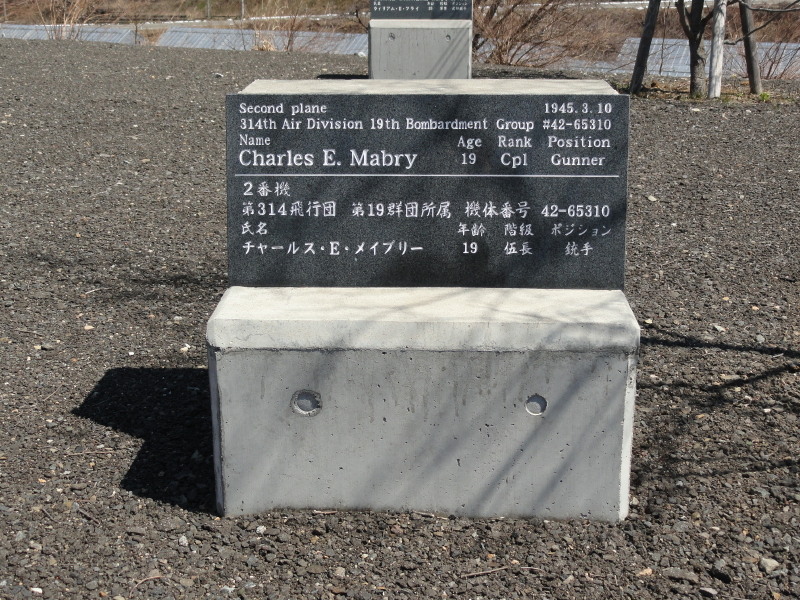 Second plane 1945. 3. 10
314th Air Division 19th Bombardment Group #42-65310
Name Age Rank Position
Charles E. Mabry 19 Cpl Gunner
2番機
第314飛行団 第19群団所属 機体番号 42-65310
氏名 年齢 階級 ポジション
チャールス・E・メイブリー 19 伍長 銃手